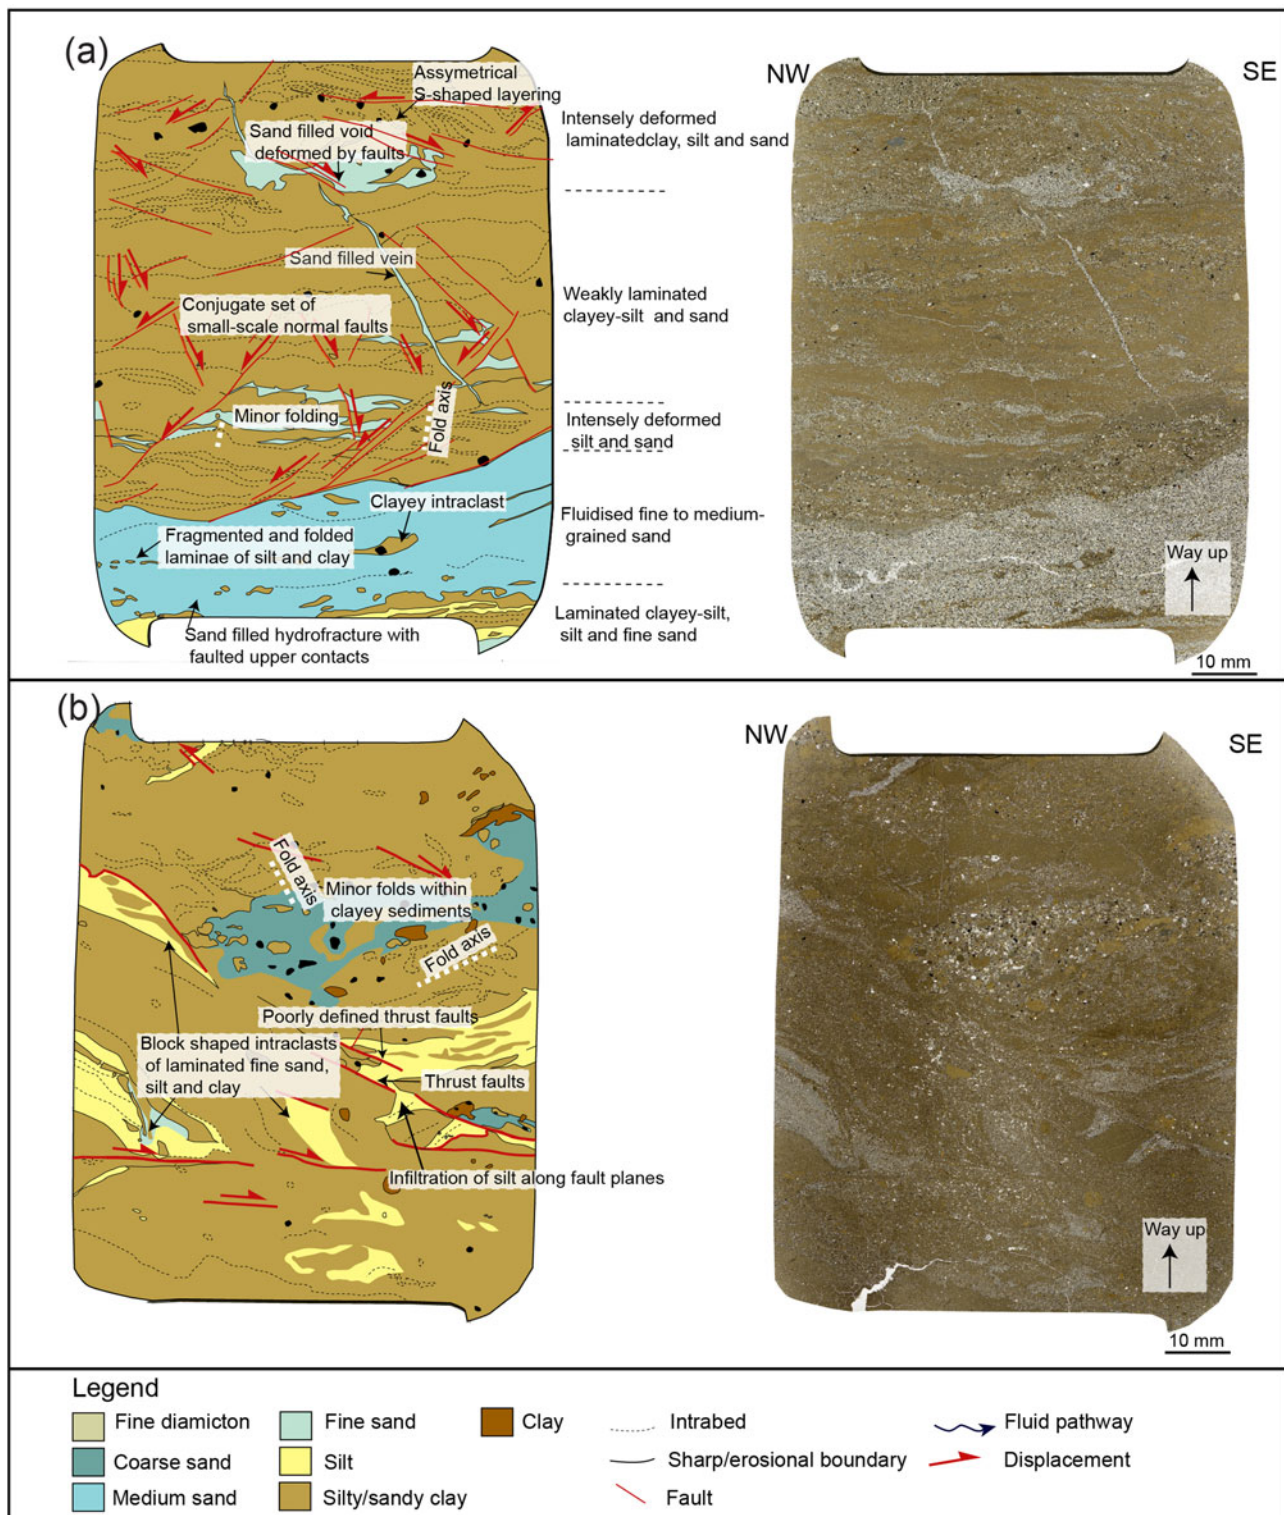 (a)
NW
SE
Assymetrical
S-shaped layering
Sand filled void
deformed by faults
Intensely deformed
laminatedclay, silt and sand
Sand filled vein
Weakly laminated
clayey-silt and sand
Conjugate set of
small-scale normal faults
Minor folding
Fold axis
Intensely deformed
silt and sand
Clayey intraclast
Fragmented and folded
laminae of silt and clay
Fluidised fine to medium-
grained sand
Way up
Sand filled hydrofracture with
faulted upper contacts
Laminated clayey-silt,
silt and fine sand
10 mm
(b)
NW
SE
Fold axis
Minor folds within
clayey sediments
Fold axis
Poorly defined thrust faults
Block shaped intraclasts
of laminated fine sand,
silt and clay
Thrust faults
Infiltration of silt along fault planes
Way up
10 mm
Legend
Fine diamicton
Fine sand
Clay
Intrabed
Fluid pathway
Coarse sand
Silt
Sharp/erosional boundary
Displacement
Medium sand
Silty/sandy clay
Fault